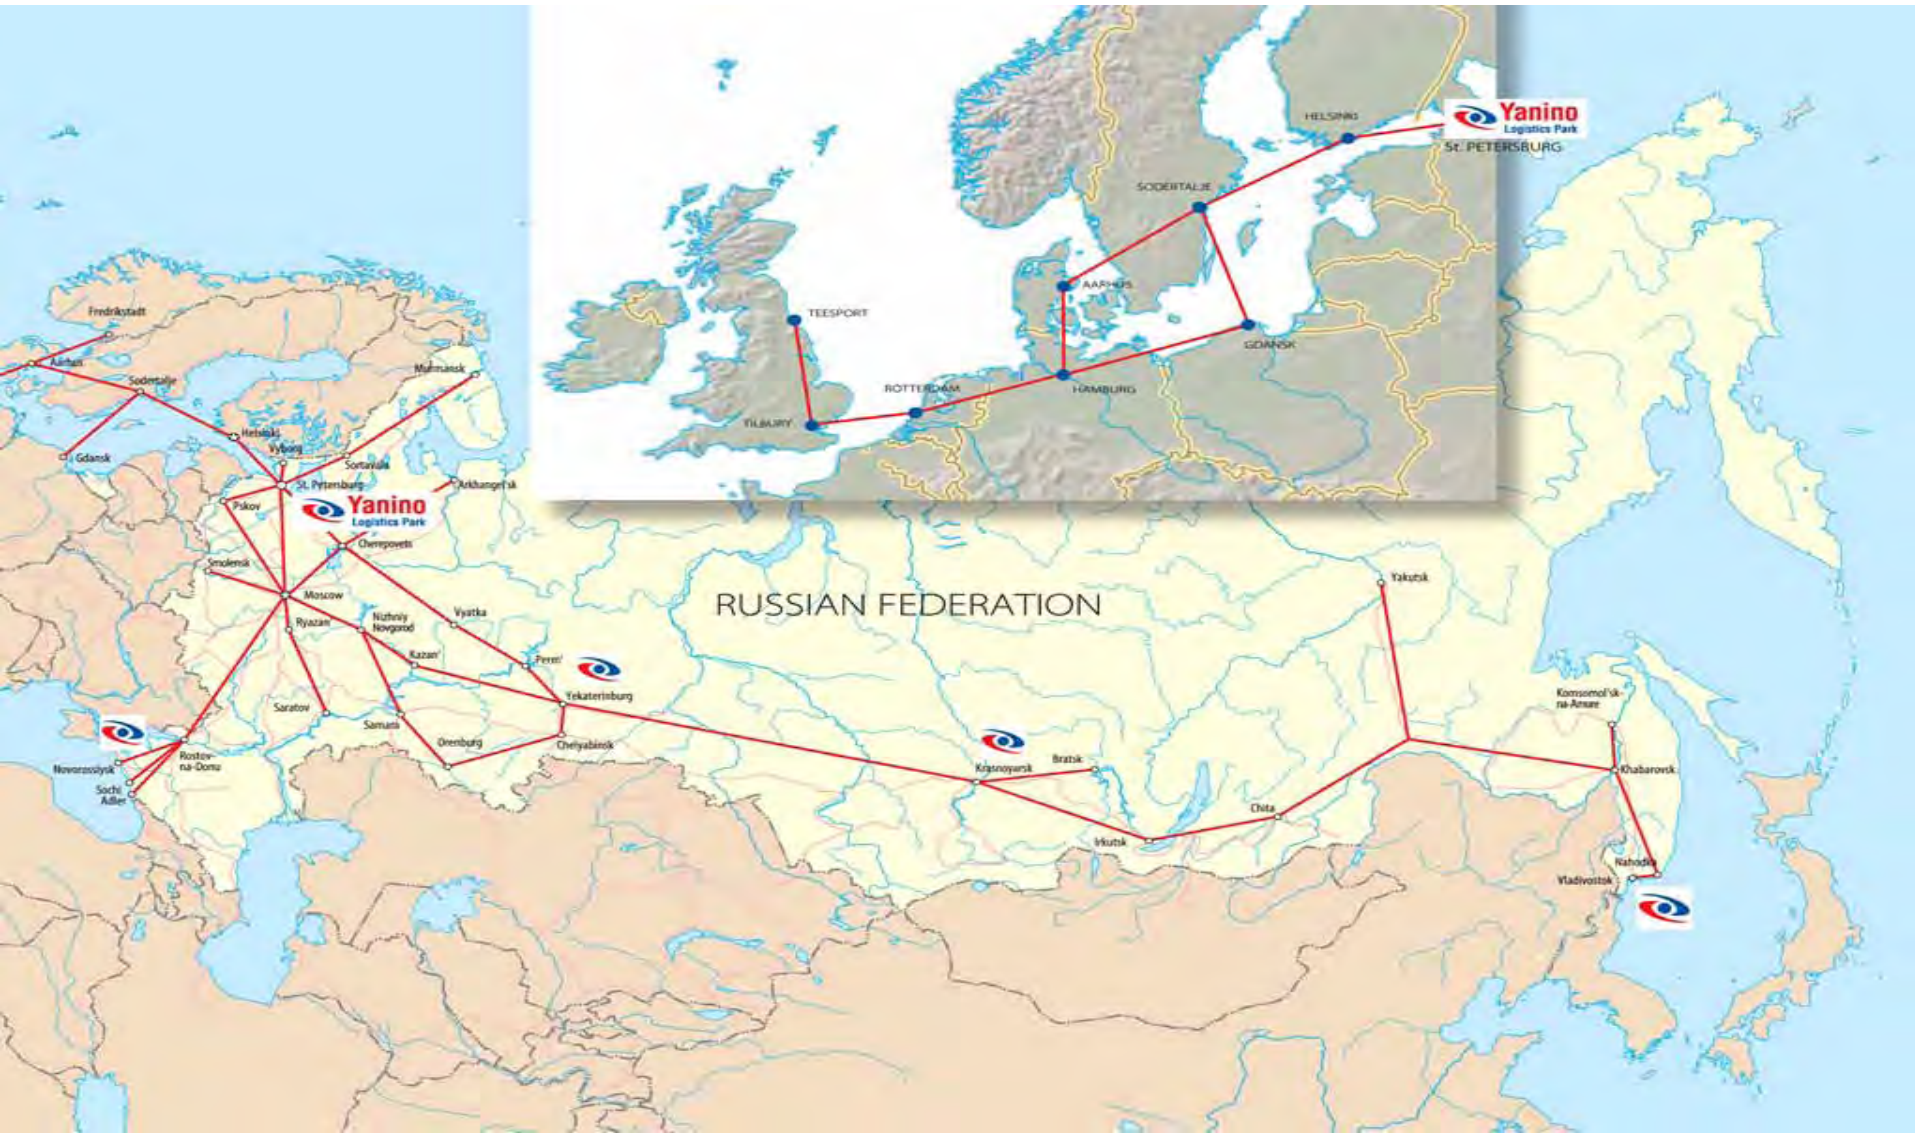 HELSINKI
Yanino
Logistics Park
St. PETERSBURG
SODERTALJE
AARHUS
TEESPORT
GDANSK
ROTTERDAM
HAMBURG
TILBURY
Fredrikstadt
Aarhus
Sodertalje
Murmansk
Helsinki
Vyborg
Gdansk
Sortavala
St. Petersburg
Arkhangel'sk
Pskov
Yanino
Logistics Park
Cherepovets
Smolensk
Yakutsk
Moscow
RUSSIAN FEDERATION
Vyatka
Nizhniy
Novgorod
Ryazan'
Kazan'
Perm'
Yekaterinburg
Komsomol'sk-
na-Amure
Saratov
Samara
Orenburg
Chelyabinsk
Rostov-
na-Donu
Novorossiysk
Bratsk
Krasnoyarsk
Khabarovsk
Sochi
Adler
Chita
Irkutsk
Nahodka
Vladivostok